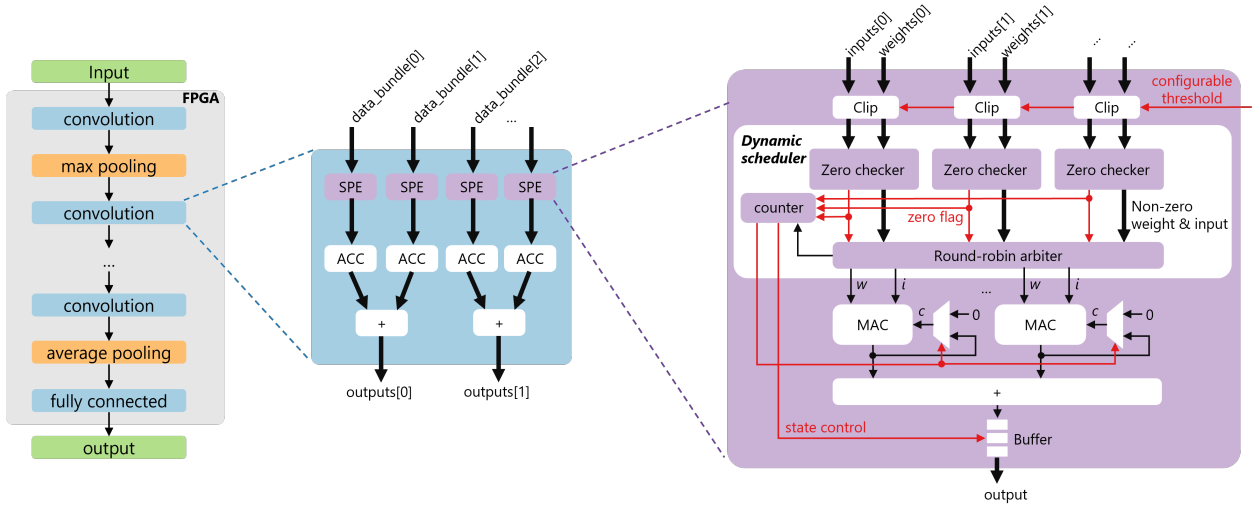 Input
FPGA
convolution
max pooling
convolution
...
convolution
average pooling
fully connected
output
data_bundle[0]
data_bundle[1]
data_bundle[2]
...
SPE
SPE
SPE
SPE
ACC
ACC
ACC
ACC
+
+
outputs[0]
outputs[1]
inputs[0]
weights[0]
inputs[1]
weights[1]
...
...
configurable
threshold
Clip
Clip
Clip
Dynamic
scheduler
Zero checker
Zero checker
Zero checker
counter
zero flag
Non-zero
weight & input
Round-robin arbiter
w
i
...
w
i
MAC
c
0
MAC
c
0
+
state control
Buffer
output